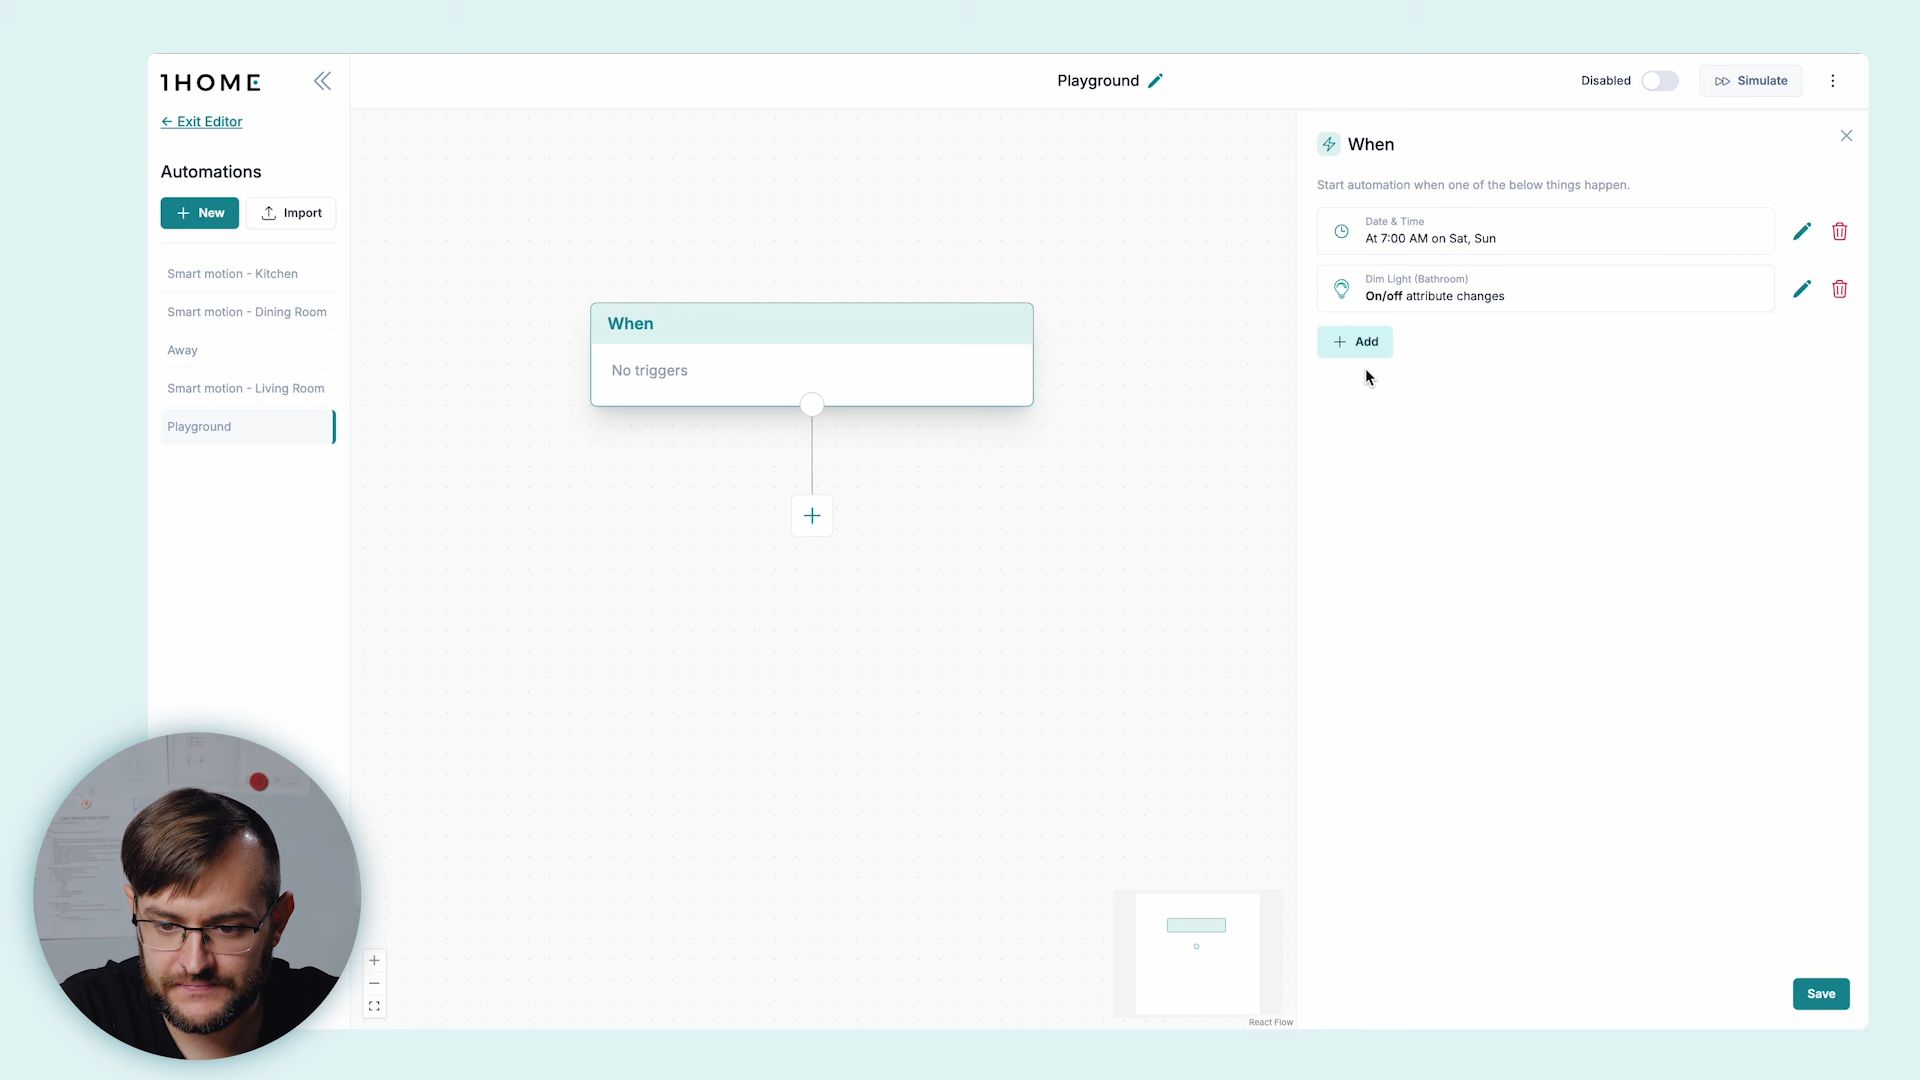 1HOME
← Exit Editor
Automations
+ New
Import
Smart motion - Kitchen
Smart motion - Dining Room
Away
Smart motion - Living Room
Playground
Playground
Disabled
Simulate
When
No triggers
React Flow
When
Start automation when one of the below things happen.
Date & Time
At 7:00 AM on Sat, Sun
Dim Light (Bathroom)
On/off attribute changes
+ Add
Save